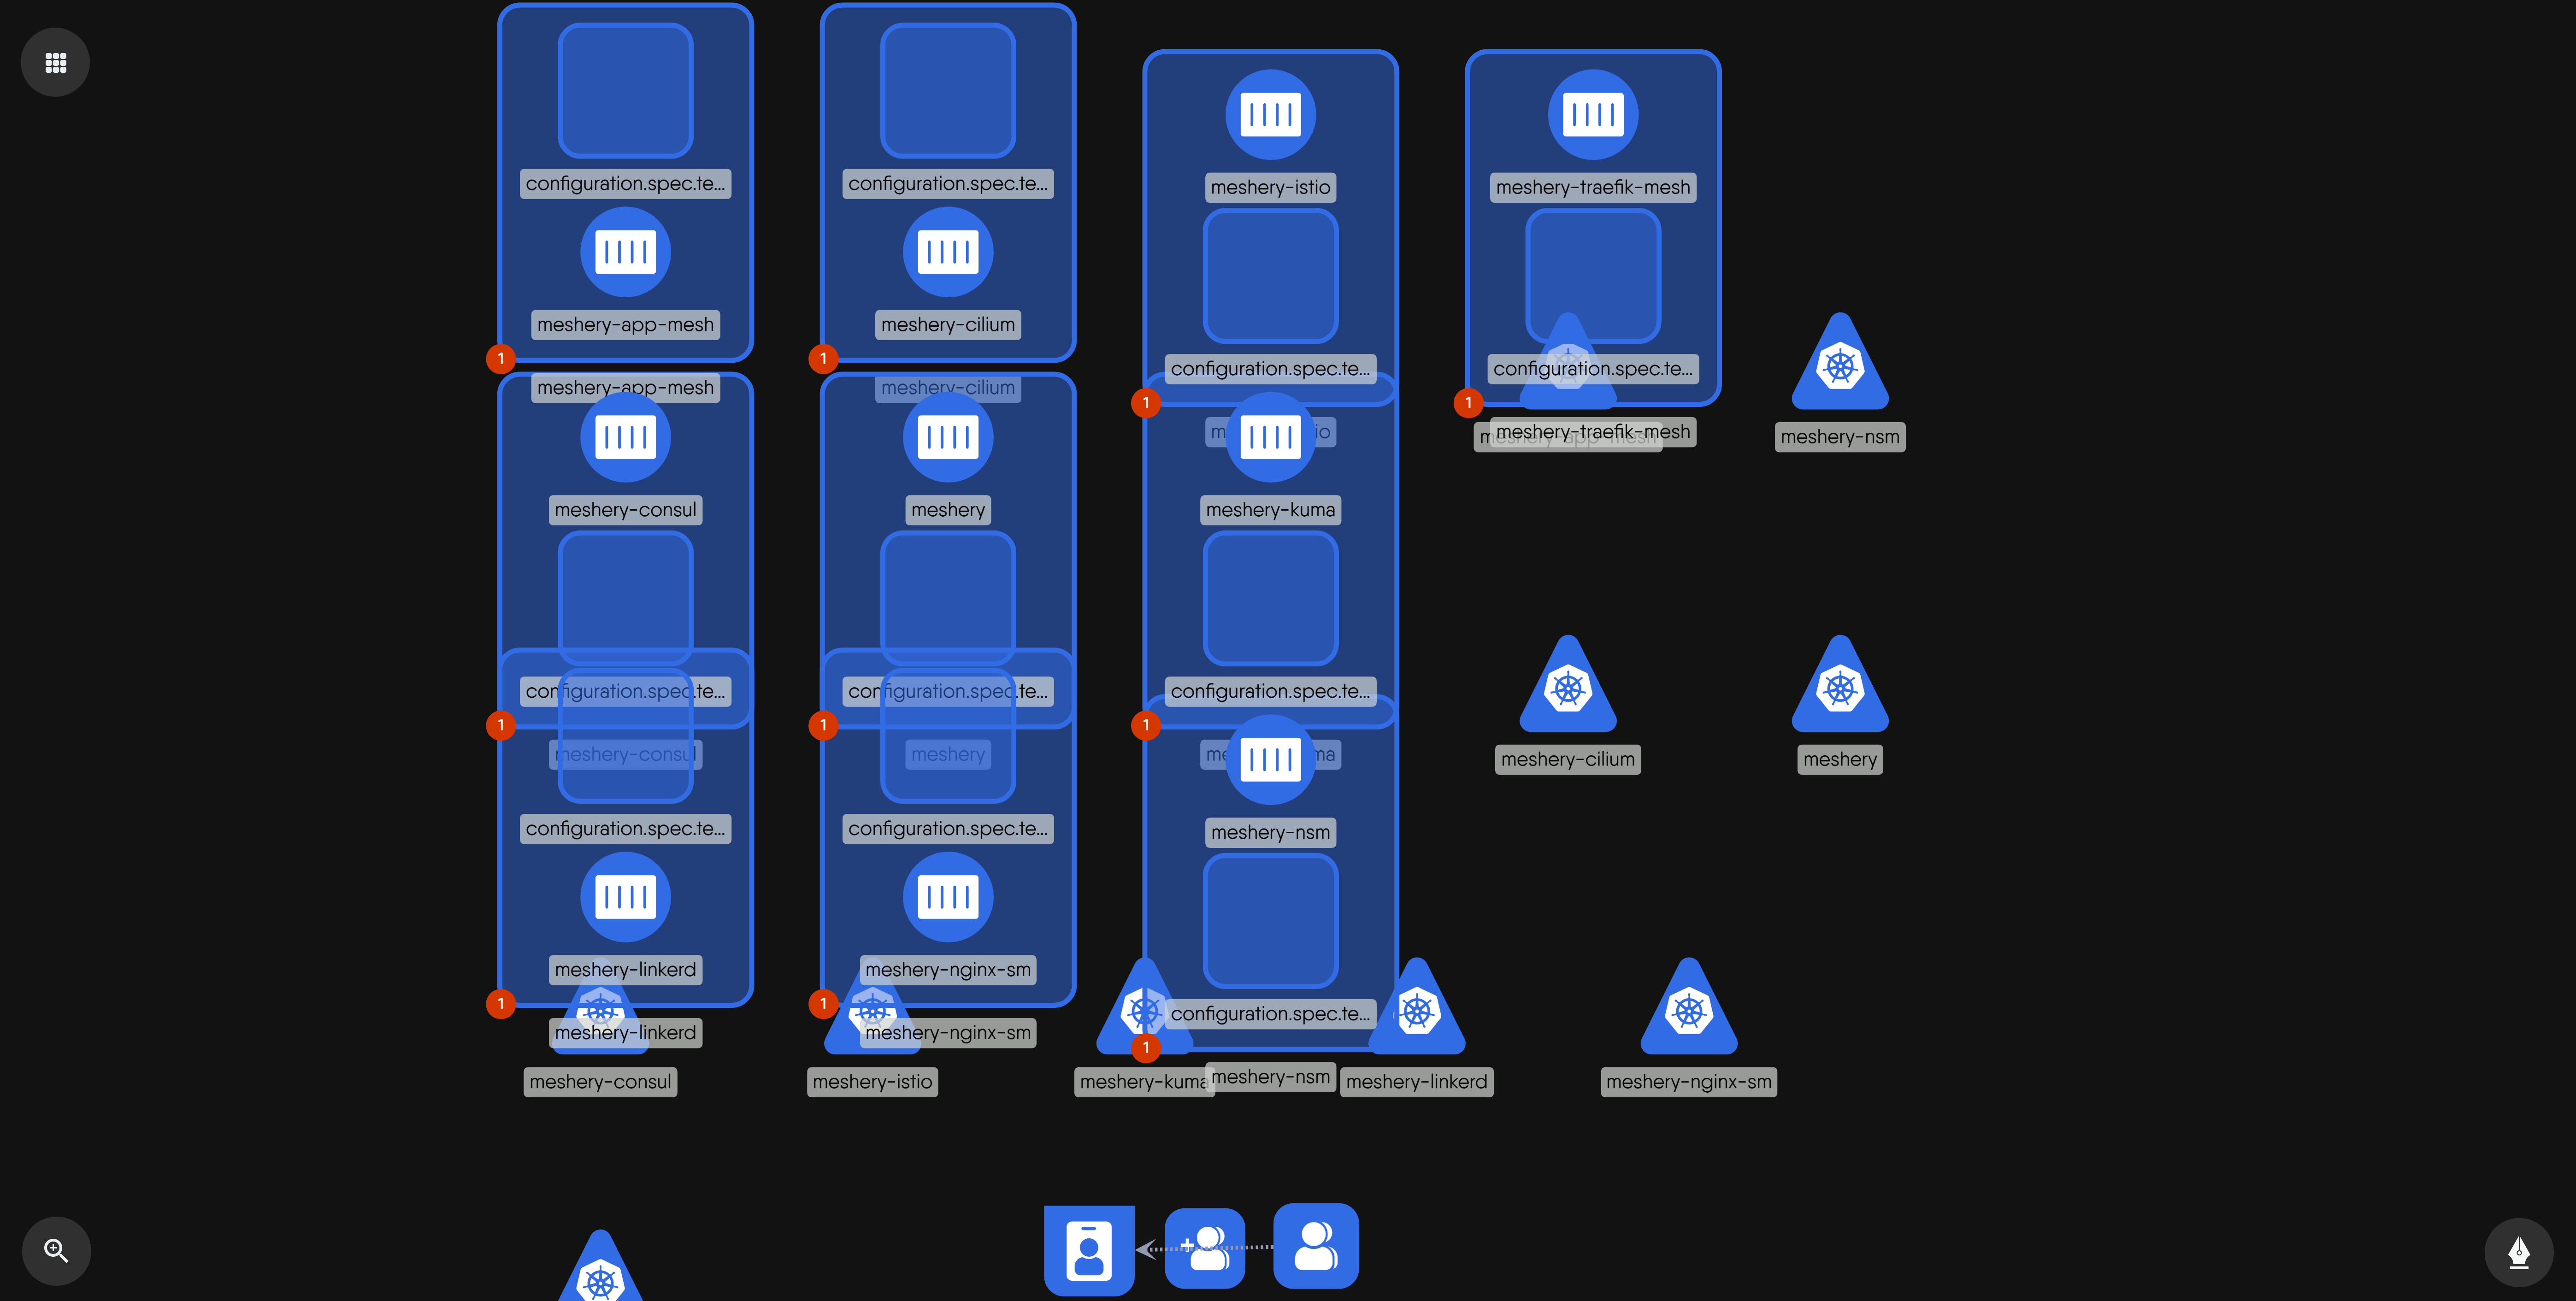 configuration.spec.te...
configuration.spec.te...
meshery-istio
meshery-traefik-mesh
meshery-app-mesh
meshery-cilium
1
1
configuration.spec.te...
configuration.spec.te...
meshery-app-mesh
meshery-cilium
1
1
meshery-traefik-mesh
meshery-nsm
meshery-consul
meshery
meshery-kuma
configuration.spec.te...
configuration.spec.te...
configuration.spec.te...
1
1
1
meshery-consul
meshery
meshery-cilium
meshery
configuration.spec.te...
configuration.spec.te...
meshery-nsm
meshery-linkerd
meshery-nginx-sm
1
1
configuration.spec.te...
meshery-linkerd
meshery-nginx-sm
1
meshery-consul
meshery-istio
meshery-kuma
meshery-nsm
meshery-linkerd
meshery-nginx-sm